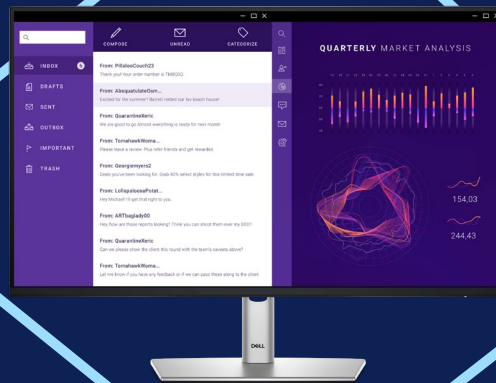 INBOX
DRAFTS
SENT
OUTBOX
IMPORTANT
TRASH
COMPOSE
UNREAD
CATEGORIZE
From: PillalooCouch23
Thank you! Your order number is
From: AbsquatulateGom...
Excited for the summer? Barrett rented our fav beach house!
From: QuarantineXeric
We are good to go Almost everything is ready for next month
From: TomahawkWoma...
Please leave a review. Plus refer friends and get rewarded.
From: Georgiemyers2
Deals you've been looking for. Grab 40% select styles for this limited time sale.
From: LollapaloosaPotat...
Hey Michael! I'll get that right to you.
From: ARTbaglady00
Hey, how are those reports looking? Think you can shoot them over my
From: QuarantineXeric
Can we please show the client this round with the team's caveats above?
From: TomahawkWoma...
Let me know if you have any feedback or if we can pass these along to the client
QUARTERLY MARKET ANALYSIS
154,03
244,43
DELL